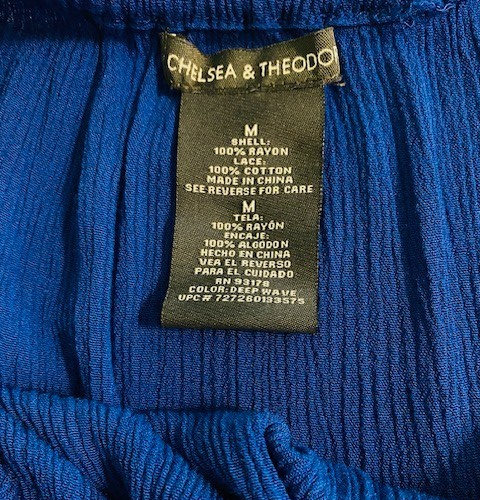 CHELSEA & THEODO
M
SHELL:
100% RAYON
LACE:
100% COTTON
MADE IN CHINA
SEE REVERSE FOR CARE
M
TELA:
100% RAYÓN
ENCAJE:
100% ALGODON
HECHO EN CHINA
VEA EL REVERSO
PARA EL CUIDADO
RN 93178
COLOR: DEEP WAVE
UPC# 727260133575